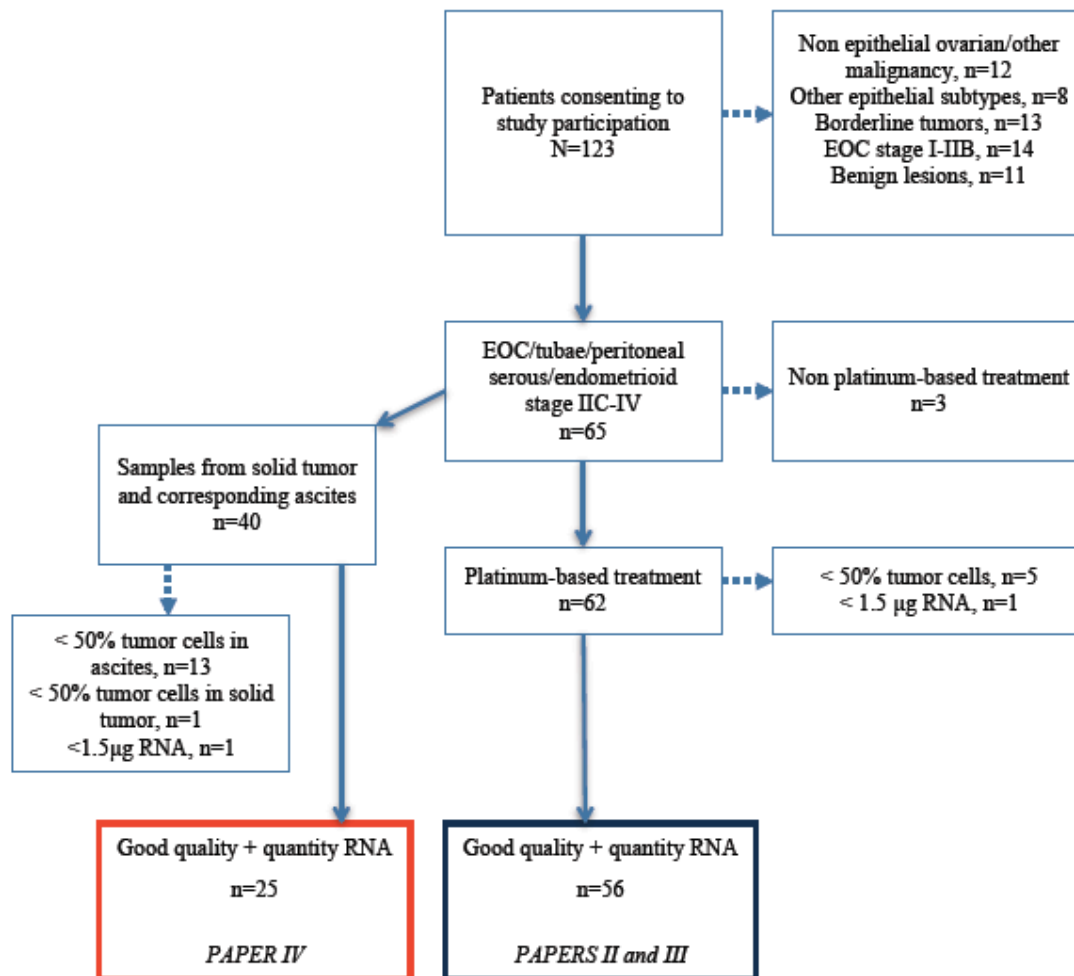 Patients consenting to
study participation
N=123
Non epithelial ovarian/other
malignancy, n=12
Other epithelial subtypes, n=8
Borderline tumors, n=13
EOC stage I-IIB, n=14
Benign lesions, n=11
EOC/tubae/peritoneal
serous/endometrioid
stage IIC-IV
n=65
Non platinum-based treatment
n=3
Samples from solid tumor
and corresponding ascites
n=40
Platinum-based treatment
n=62
< 50% tumor cells, n=5
< 1.5 μg RNA, n=1
< 50% tumor cells in
ascites, n=13
< 50% tumor cells in solid
tumor, n=1
<1.5μg RNA, n=1
Good quality + quantity RNA
n=25
PAPER IV
Good quality + quantity RNA
n=56
PAPERS II and III